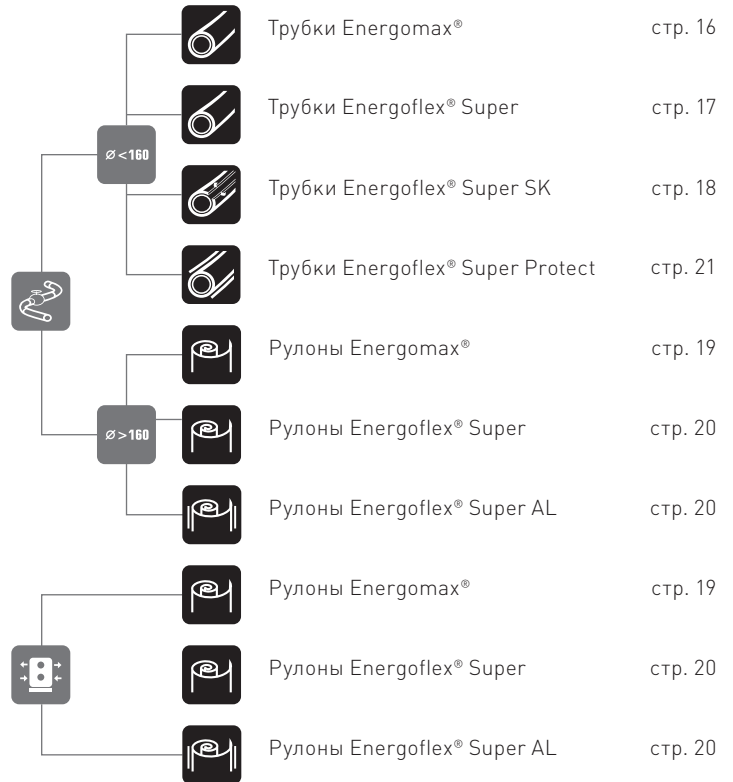 Трубки Energomax® стр. 16
Трубки Energoflex® Super стр. 17
ø<160
Трубки Energoflex® Super SK стр. 18
Трубки Energoflex® Super Protect стр. 21
Рулоны Energomax® стр. 19
ø>160
Рулоны Energoflex® Super стр. 20
Рулоны Energoflex® Super AL стр. 20
Рулоны Energomax® стр. 19
Рулоны Energoflex® Super стр. 20
Рулоны Energoflex® Super AL стр. 20